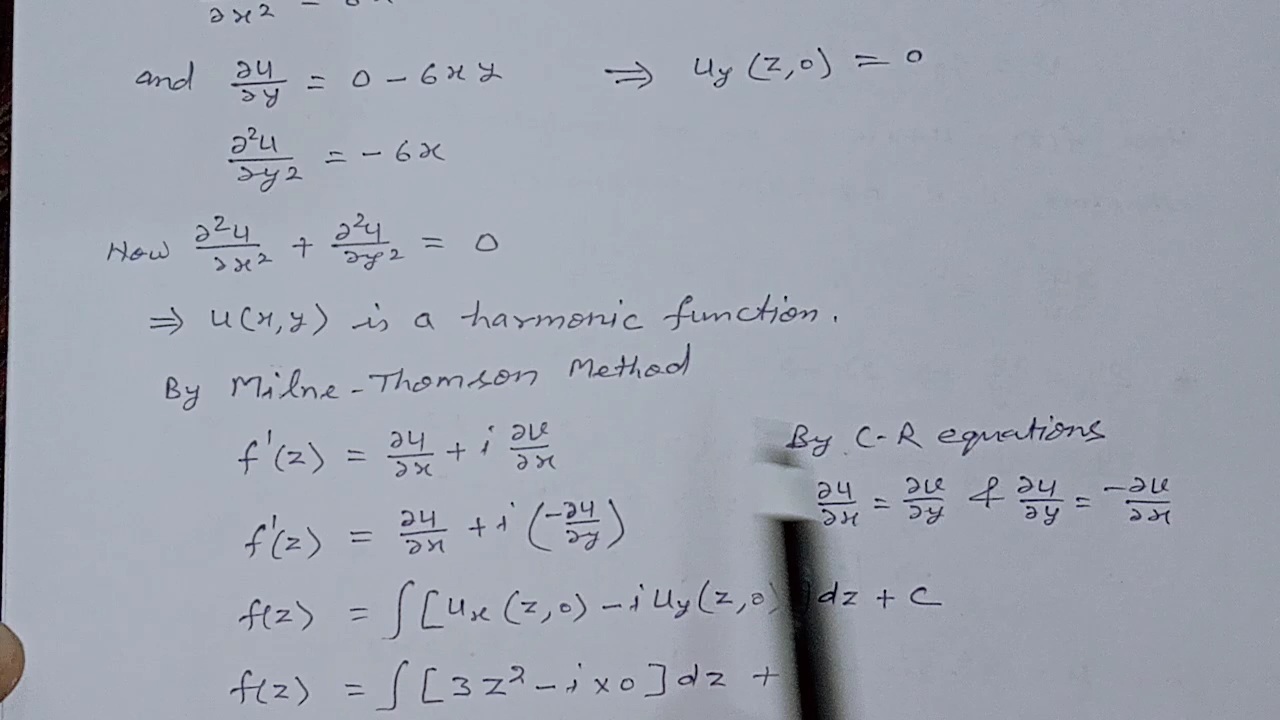 ∂x²
and ∂u/∂y = 0 - 6xy ⇒ u_y (z,0) = 0
∂²u/∂y² = - 6x
Now ∂²u/∂x² + ∂²u/∂y² = 0
⇒ u(x,y) is a harmonic function.
By Milne-Thomson Method
f'(z) = ∂u/∂x + i ∂v/∂x
By C-R equations
∂u/∂x = ∂v/∂y & ∂u/∂y = -∂v/∂x
f'(z) = ∂u/∂x + i (-∂u/∂y)
f(z) = ∫ [u_x (z,0) - i u_y (z,0)] dz + c
f(z) = ∫ [3z² - i×0] dz +